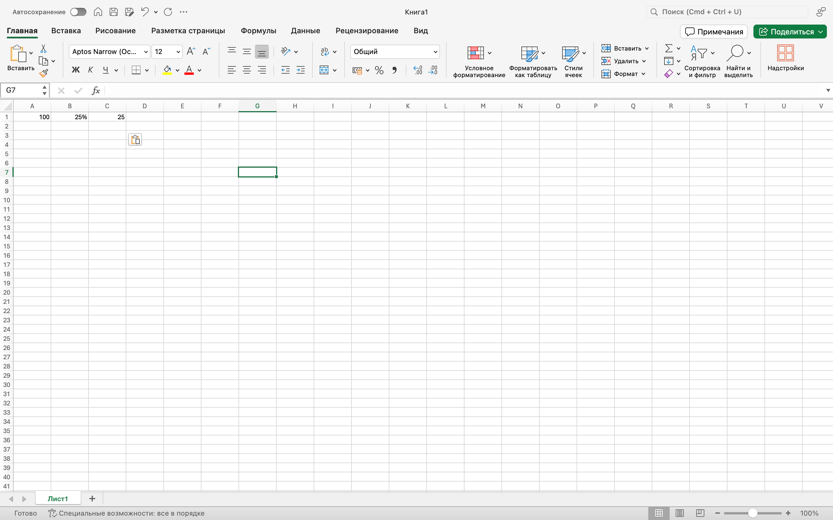 Автосохранение
Книга1
Поиск (Cmd + Ctrl + U)
Главная Вставка Рисование Разметка страницы Формулы Данные Рецензирование Вид
Примечания Поделиться
Вставить
Aptos Narrow (Ос... 12
Ж К Ч
Общий
Условное форматирование
Форматировать как таблицу
Стили ячеек
Вставить
Удалить
Формат
Сортировка и фильтр
Найти и выделить
Надстройки
G7 fx
A B C D E F G H I J K L M N O P Q R S T U V
1 100 25% 25
2
3
4
5
6
7
8
9
10
11
12
13
14
15
16
17
18
19
20
21
22
23
24
25
26
27
28
29
30
31
32
33
34
35
36
37
38
39
40
41
Лист1
Готово Специальные возможности: все в порядке 100%